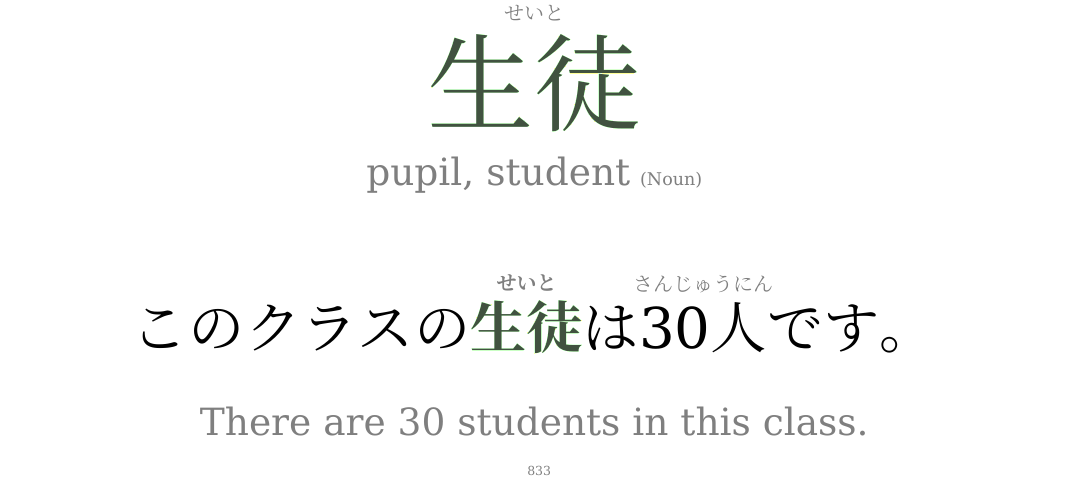 せいと
生徒
pupil, student (Noun)
せいと さんじゅうにん
このクラスの生徒は30人です。
There are 30 students in this class.
833